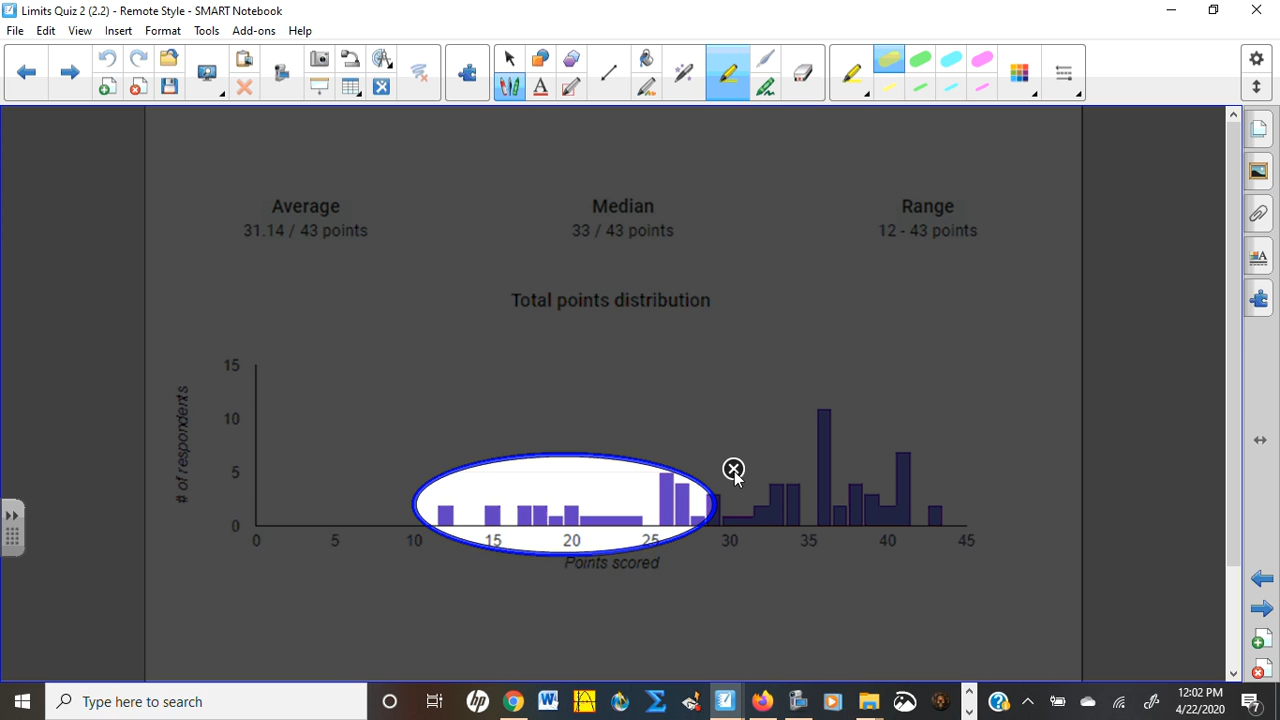 Limits Quiz 2 (2.2) - Remote Style - SMART Notebook
File Edit View Insert Format Tools Add-ons Help
Average Median Range
31.14 / 43 points 33 / 43 points 12 - 43 points
Total points distribution
# of respondents
15
10
5
0
0 5 10 15 20 25 30 35 40 45
Points scored
Type here to search
12:02 PM
4/22/2020
7